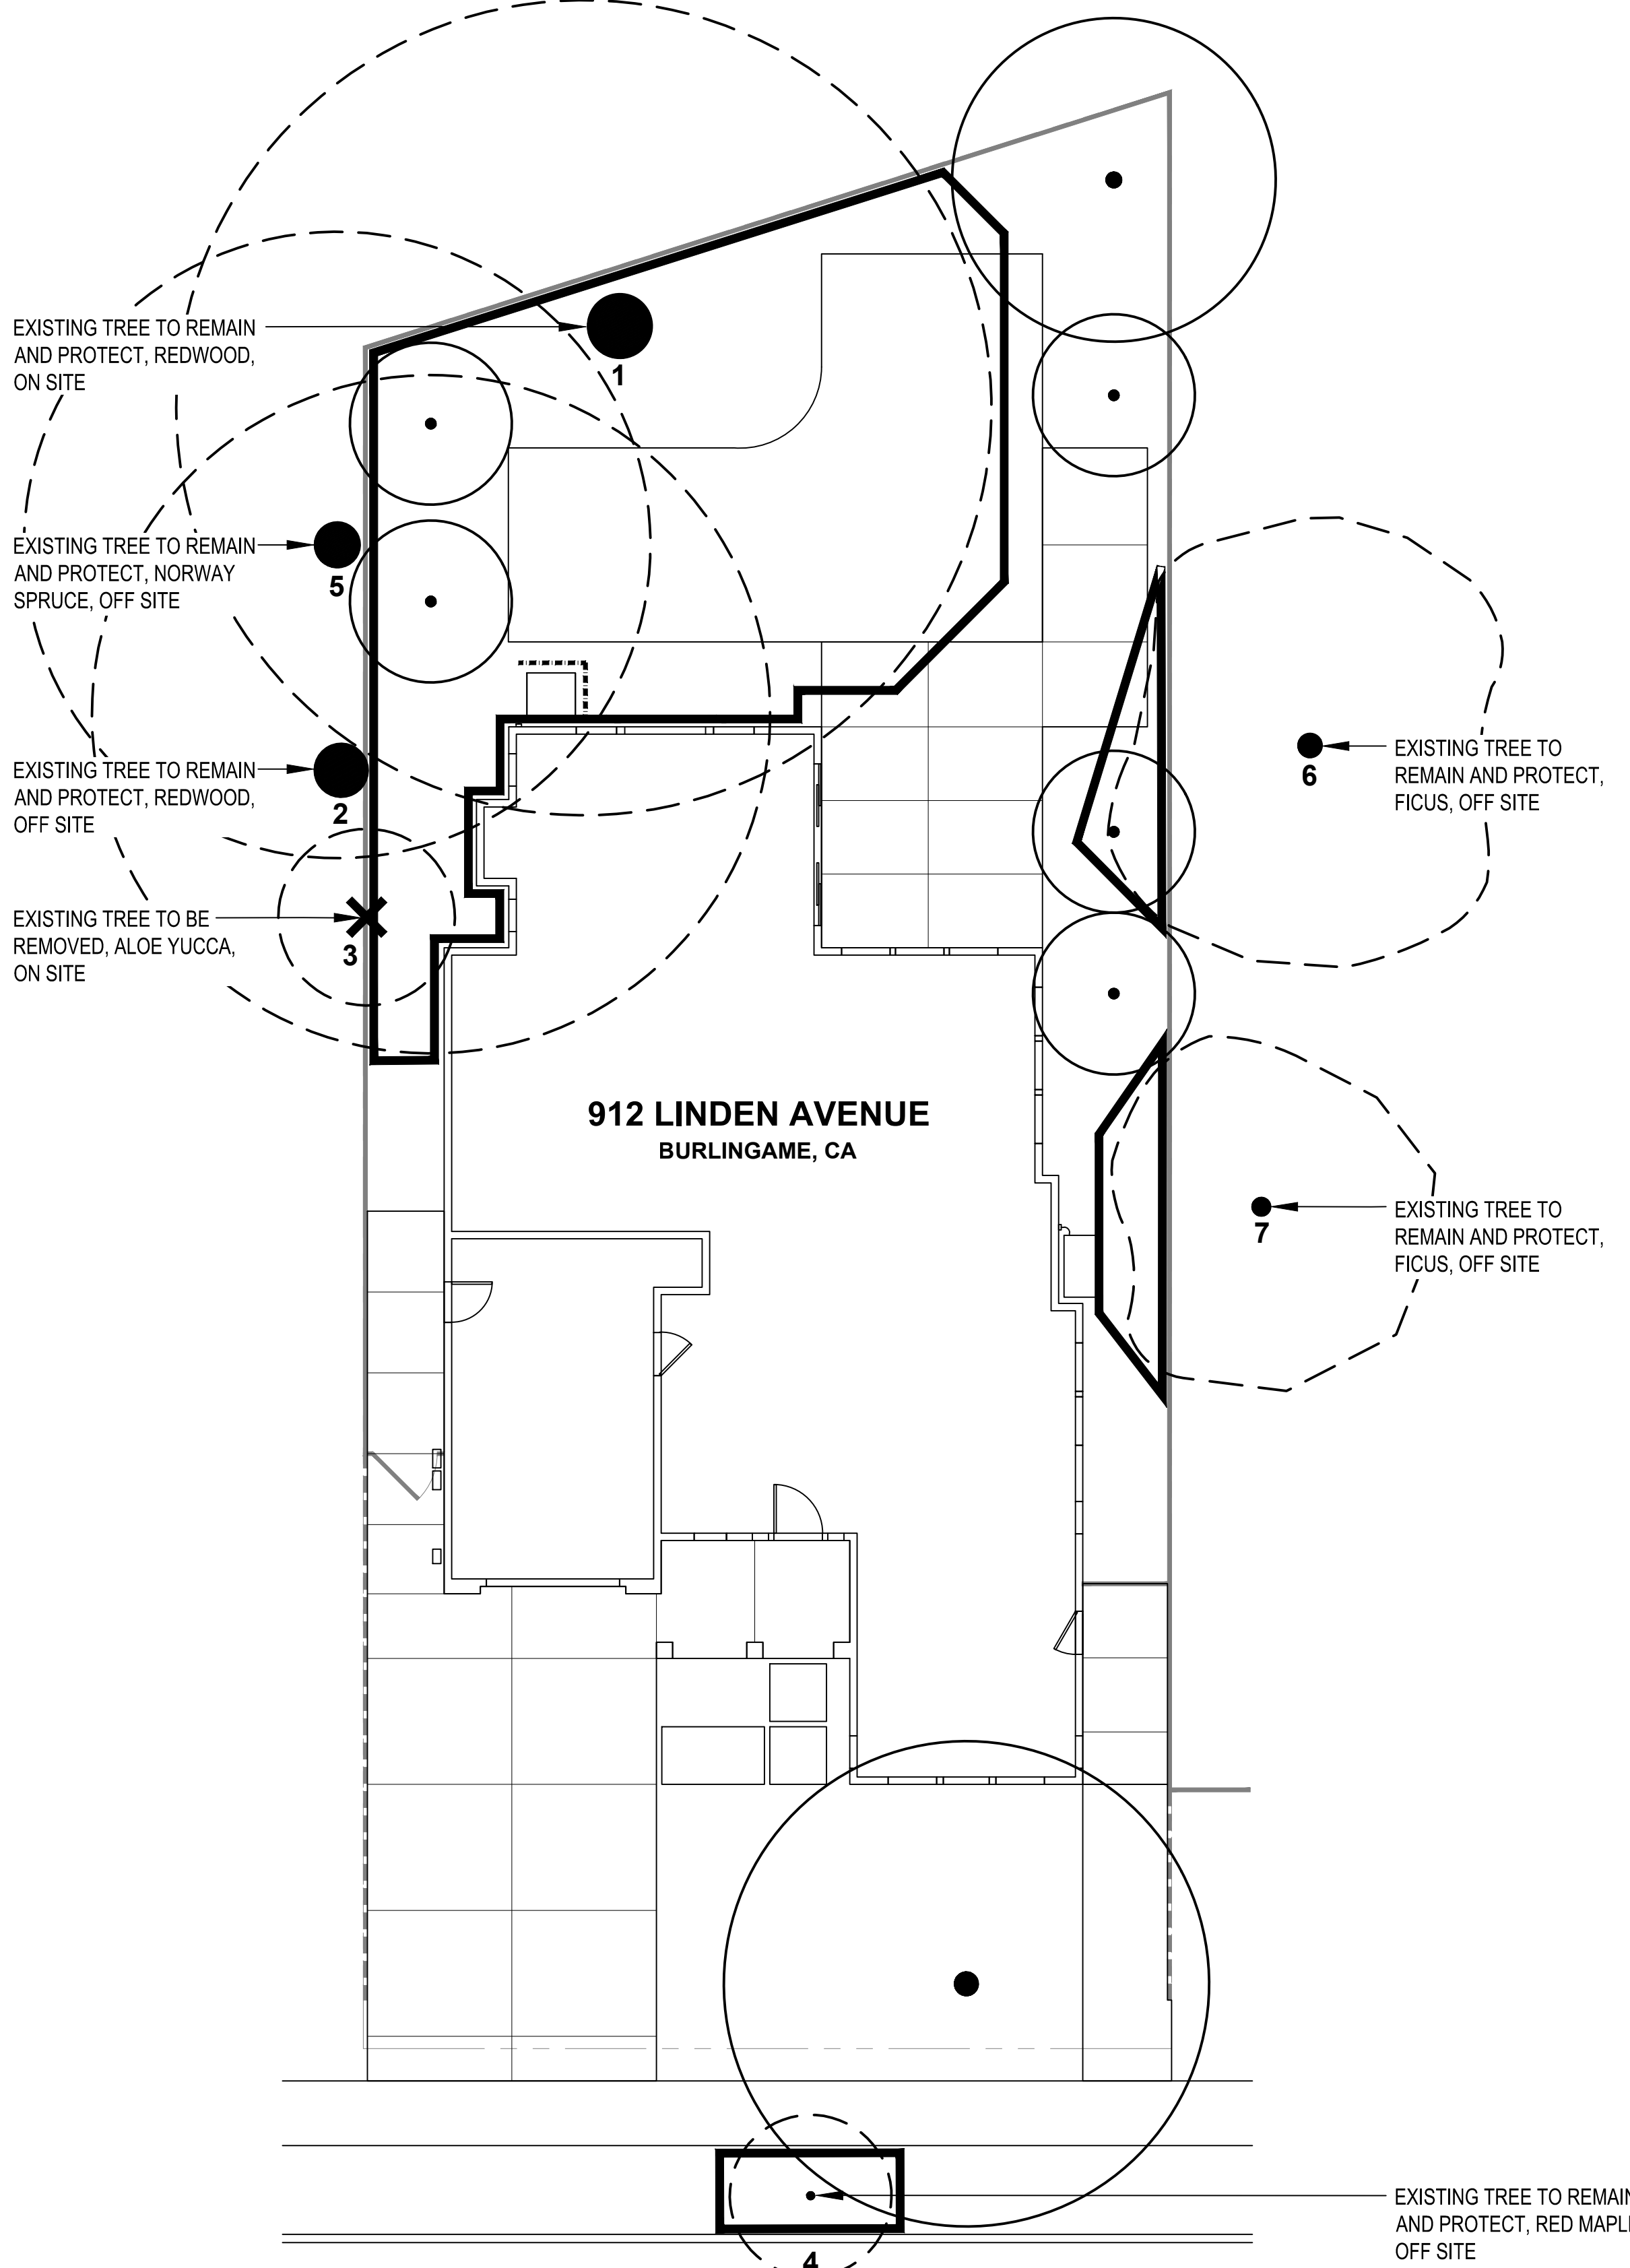 EXISTING TREE TO REMAIN
AND PROTECT, REDWOOD,
ON SITE
1
EXISTING TREE TO REMAIN
AND PROTECT, NORWAY
SPRUCE, OFF SITE
5
EXISTING TREE TO REMAIN
AND PROTECT, REDWOOD,
OFF SITE
2
EXISTING TREE TO
REMAIN AND PROTECT,
FICUS, OFF SITE
6
EXISTING TREE TO BE
REMOVED, ALOE YUCCA,
ON SITE
3
912 LINDEN AVENUE
BURLINGAME, CA
EXISTING TREE TO
REMAIN AND PROTECT,
FICUS, OFF SITE
7
EXISTING TREE TO REMAIN
AND PROTECT, RED MAPL
OFF SITE
4